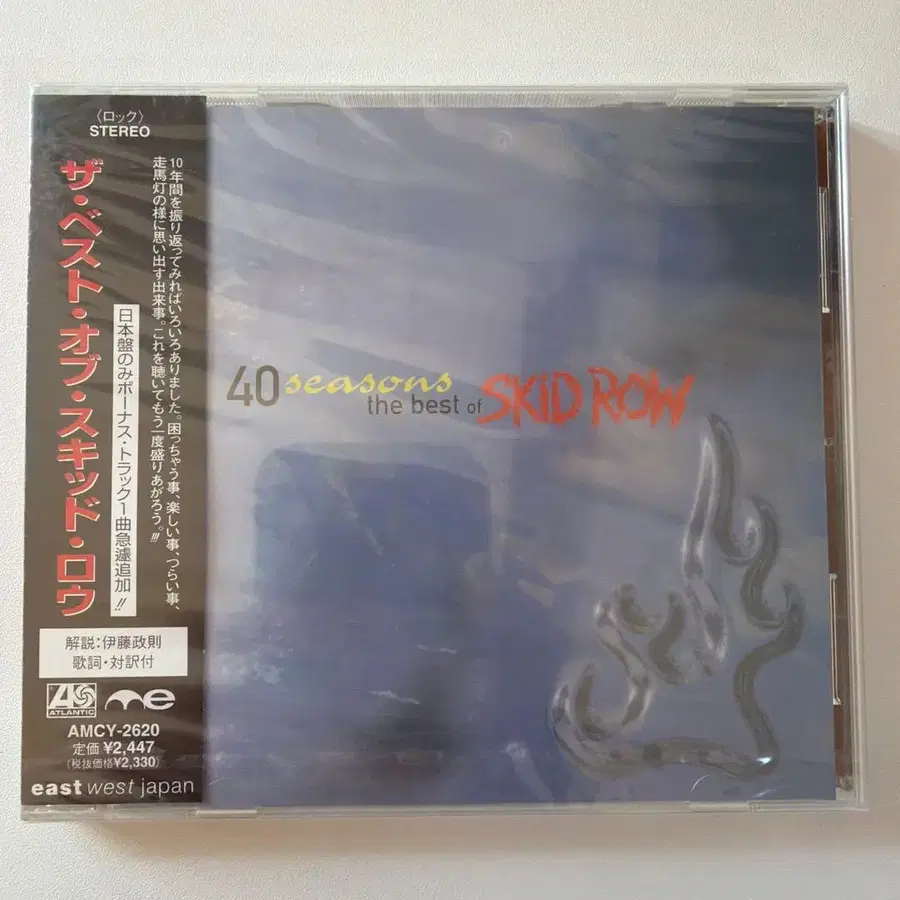 〈ロック〉
STEREO
ザ・ベスト・オブ・スキッド・ロウ
10年間を振り返ってみればいろいろありました。困っちゃう事、楽しい事、つらい事、
走馬灯の様に思い出す出来事。これを聴いてもう一度盛りあがろう。!!!
日本盤のみボーナス・トラック1曲急遽追加!!
解説:伊藤政則
歌詞・対訳付
ATLANTIC
AMCY-2620
定価 ¥2,447
(税抜価格¥2,330)
east west japan
40 seasons
the best of SKID ROW